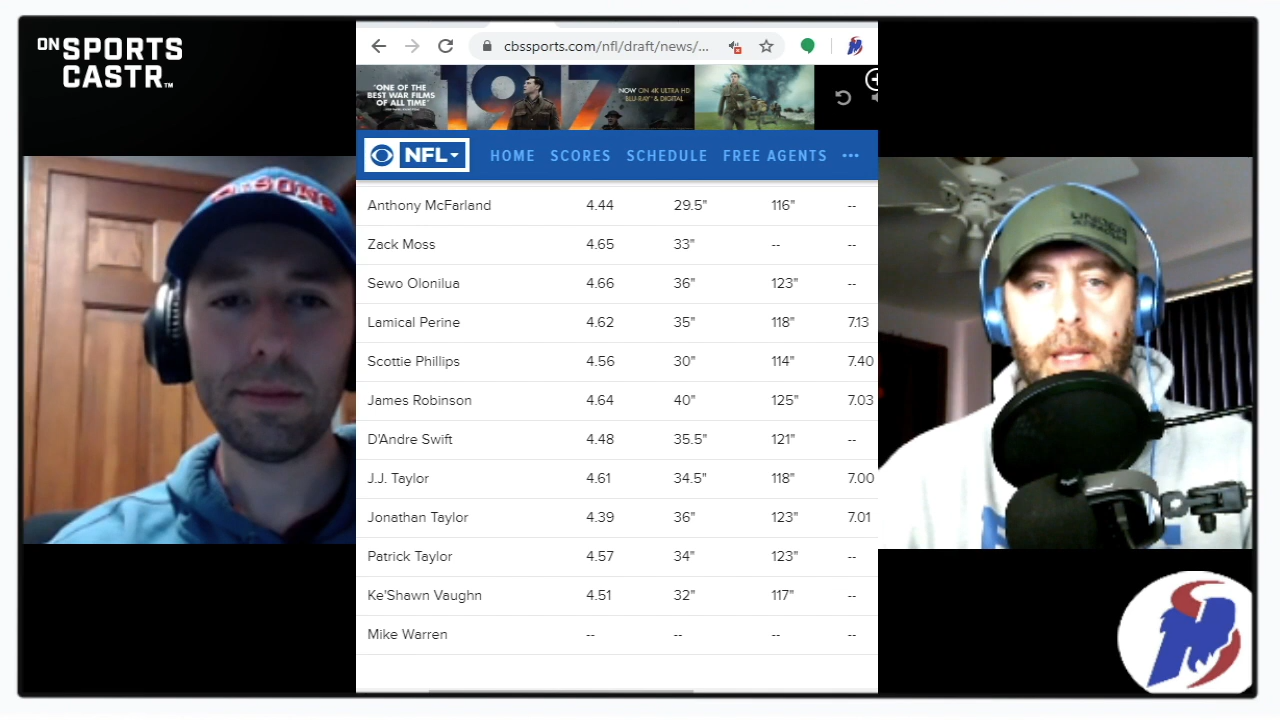 ON SPORTS
CASTR™
cbssports.com/nfl/draft/news/...
"ONE OF THE
BEST WAR FILMS
OF ALL TIME"
1917
NOW ON 4K ULTRA HD
BLU-RAY & DIGITAL
NFL HOME SCORES SCHEDULE FREE AGENTS ...
Anthony McFarland 4.44 29.5" 116" --
Zack Moss 4.65 33" -- --
Sewo Olonilua 4.66 36" 123" --
Lamical Perine 4.62 35" 118" 7.13
Scottie Phillips 4.56 30" 114" 7.40
James Robinson 4.64 40" 125" 7.03
D'Andre Swift 4.48 35.5" 121" --
J.J. Taylor 4.61 34.5" 118" 7.00
Jonathan Taylor 4.39 36" 123" 7.01
Patrick Taylor 4.57 34" 123" --
Ke'Shawn Vaughn 4.51 32" 117" --
Mike Warren -- -- -- --
UNDER
ARMOUR